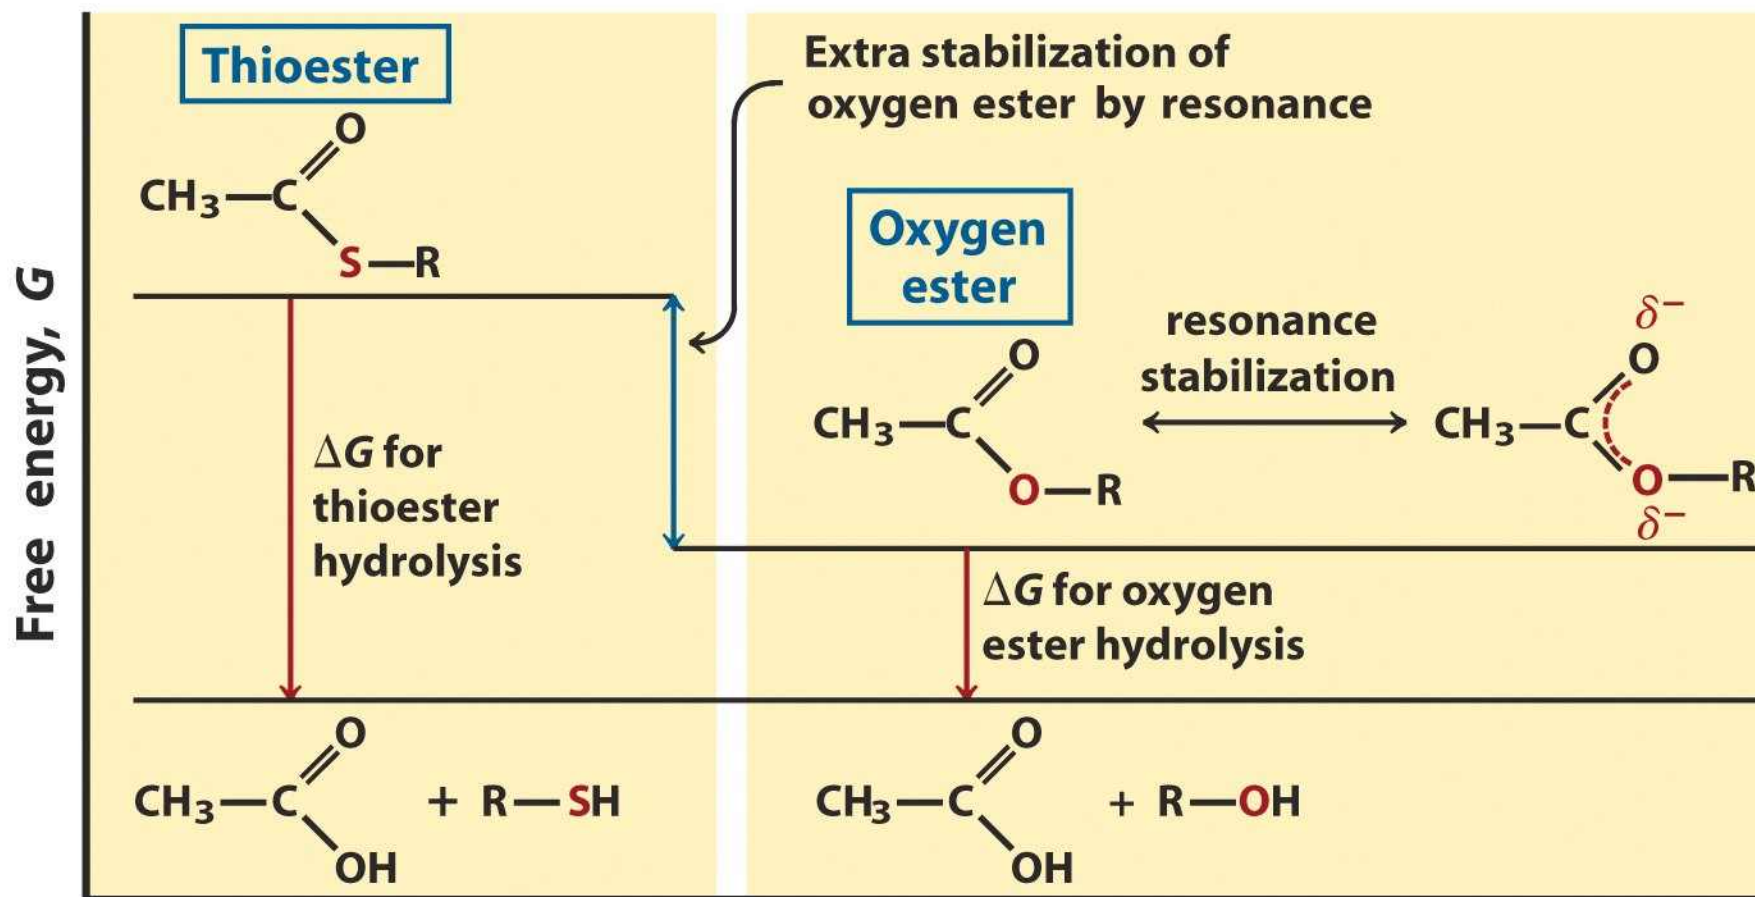 Free energy, G
Thioester
O
CH₃—C
S—R
ΔG for
thioester
hydrolysis
O
CH₃—C + R—SH
OH
Extra stabilization of
oxygen ester by resonance
Oxygen
ester
O
CH₃—C
O—R
resonance
stabilization
δ−
O
CH₃—C
O—R
δ−
ΔG for oxygen
ester hydrolysis
O
CH₃—C + R—OH
OH